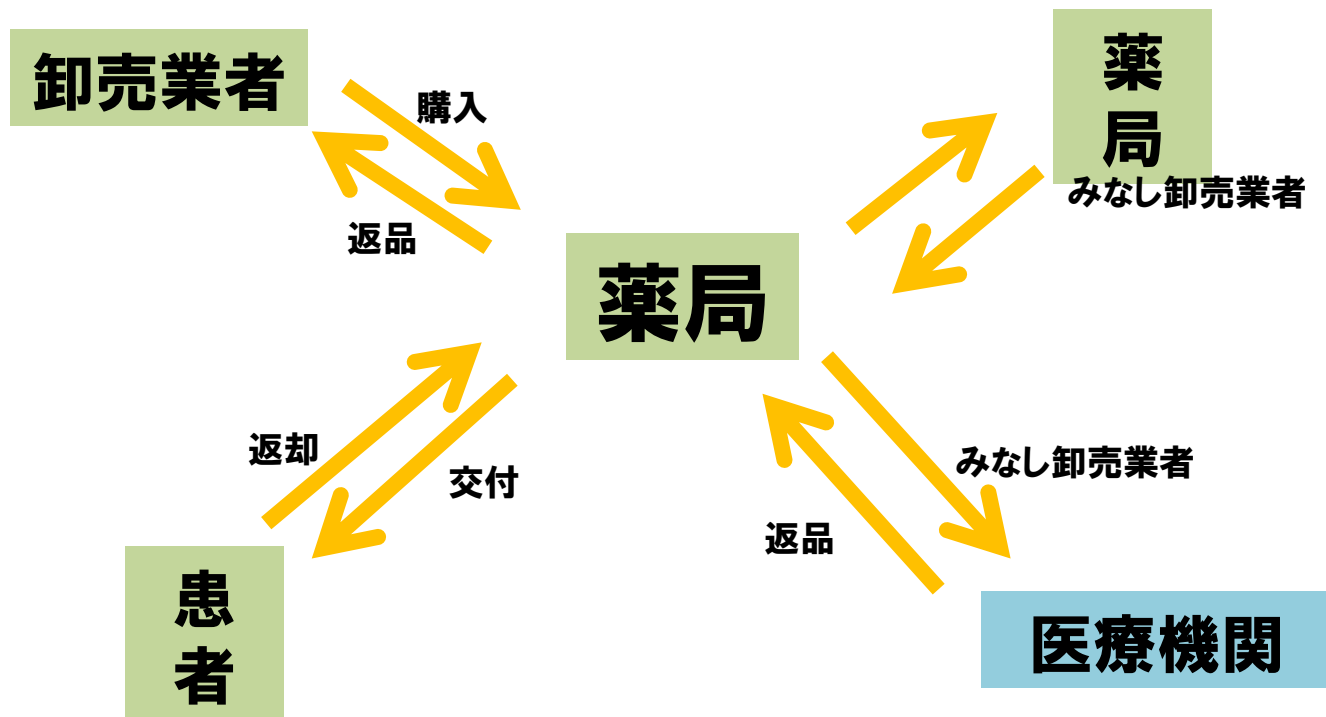 卸売業者
購入
返品
薬
局
みなし卸売業者
薬局
返却
交付
患
者
みなし卸売業者
返品
医療機関